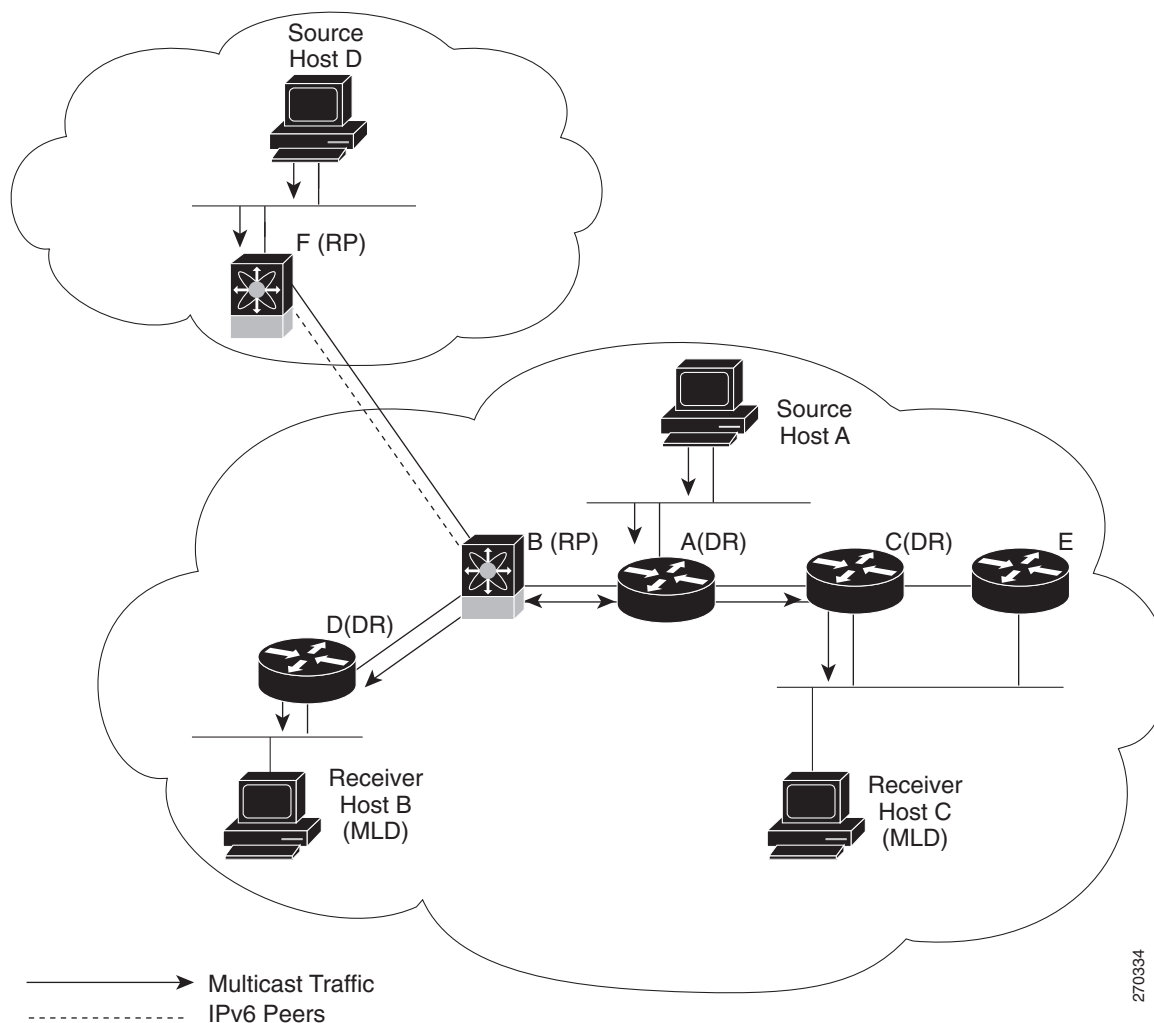 Source
Host D
F (RP)
Source
Host A
B (RP)
A(DR)
C(DR)
E
D(DR)
Receiver
Host B
(MLD)
Receiver
Host C
(MLD)
Multicast Traffic
IPv6 Peers
270334